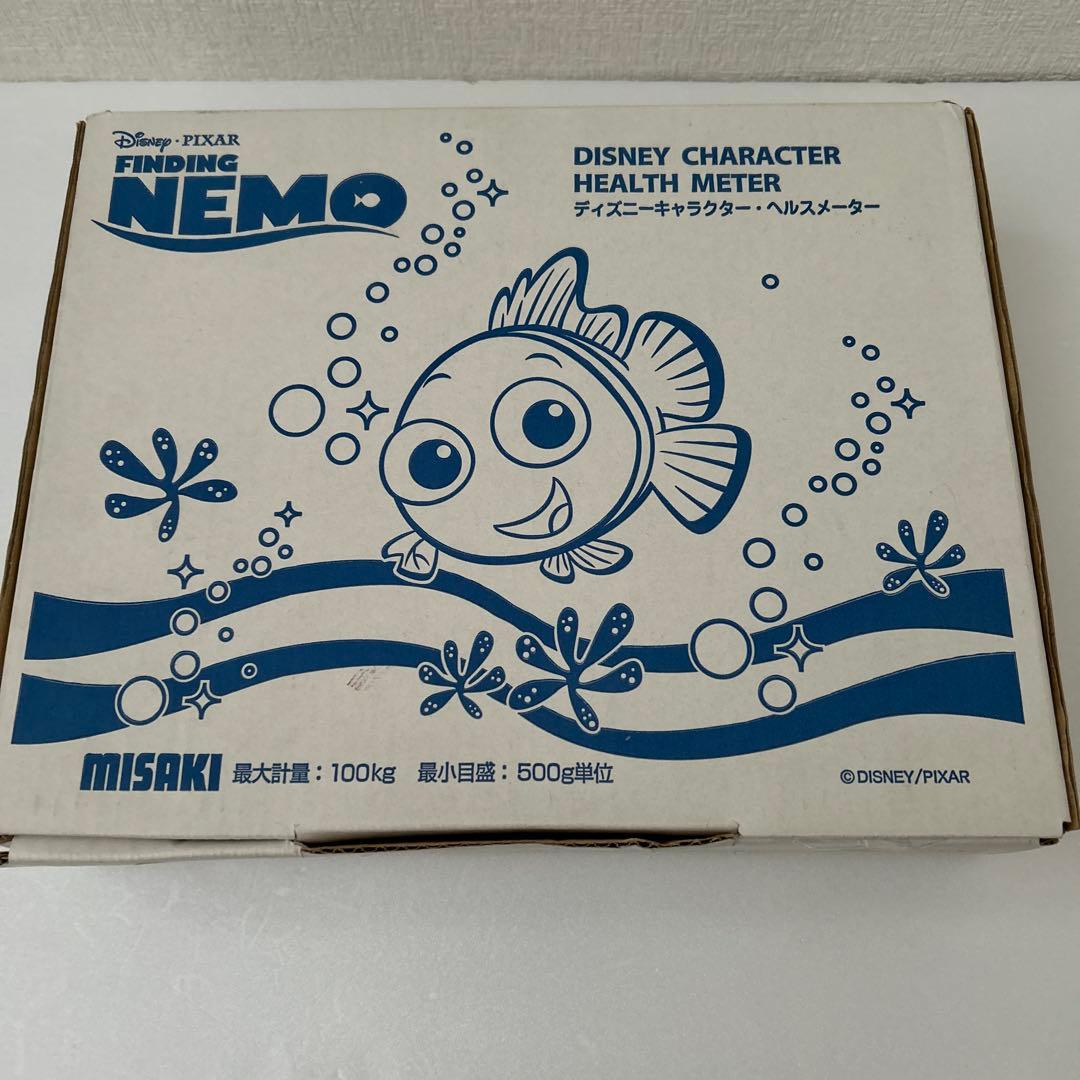 Disney · PIXAR
FINDING
NEMO
DISNEY CHARACTER
HEALTH METER
ディズニーキャラクター・ヘルスメーター
MISAKI 最大計量：100kg 最小目盛：500g単位
©DISNEY/PIXAR